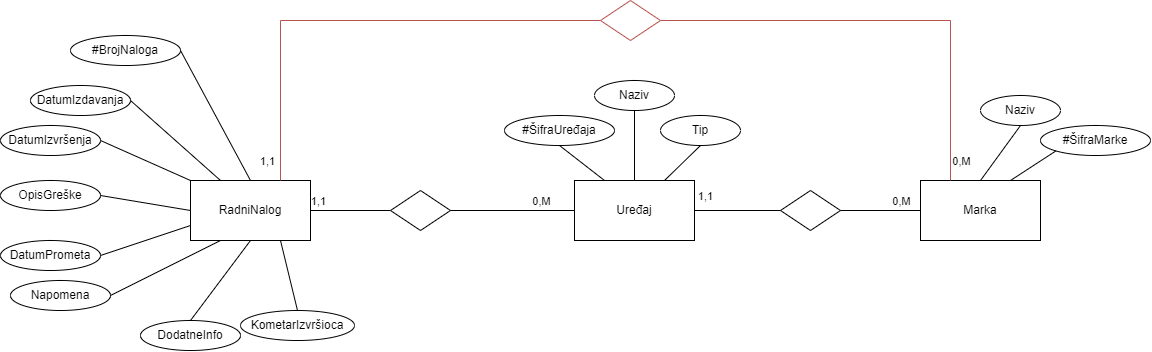 #BrojNaloga
DatumIzdavanja
DatumIzvršenja
OpisGreške
DatumPrometa
Napomena
DodatneInfo
KometarIzvršioca
RadniNalog
1,1
1,1
0,M
Naziv
#ŠifraUređaja
Tip
Uređaj
1,1
0,M
0,M
Naziv
#ŠifraMarke
Marka